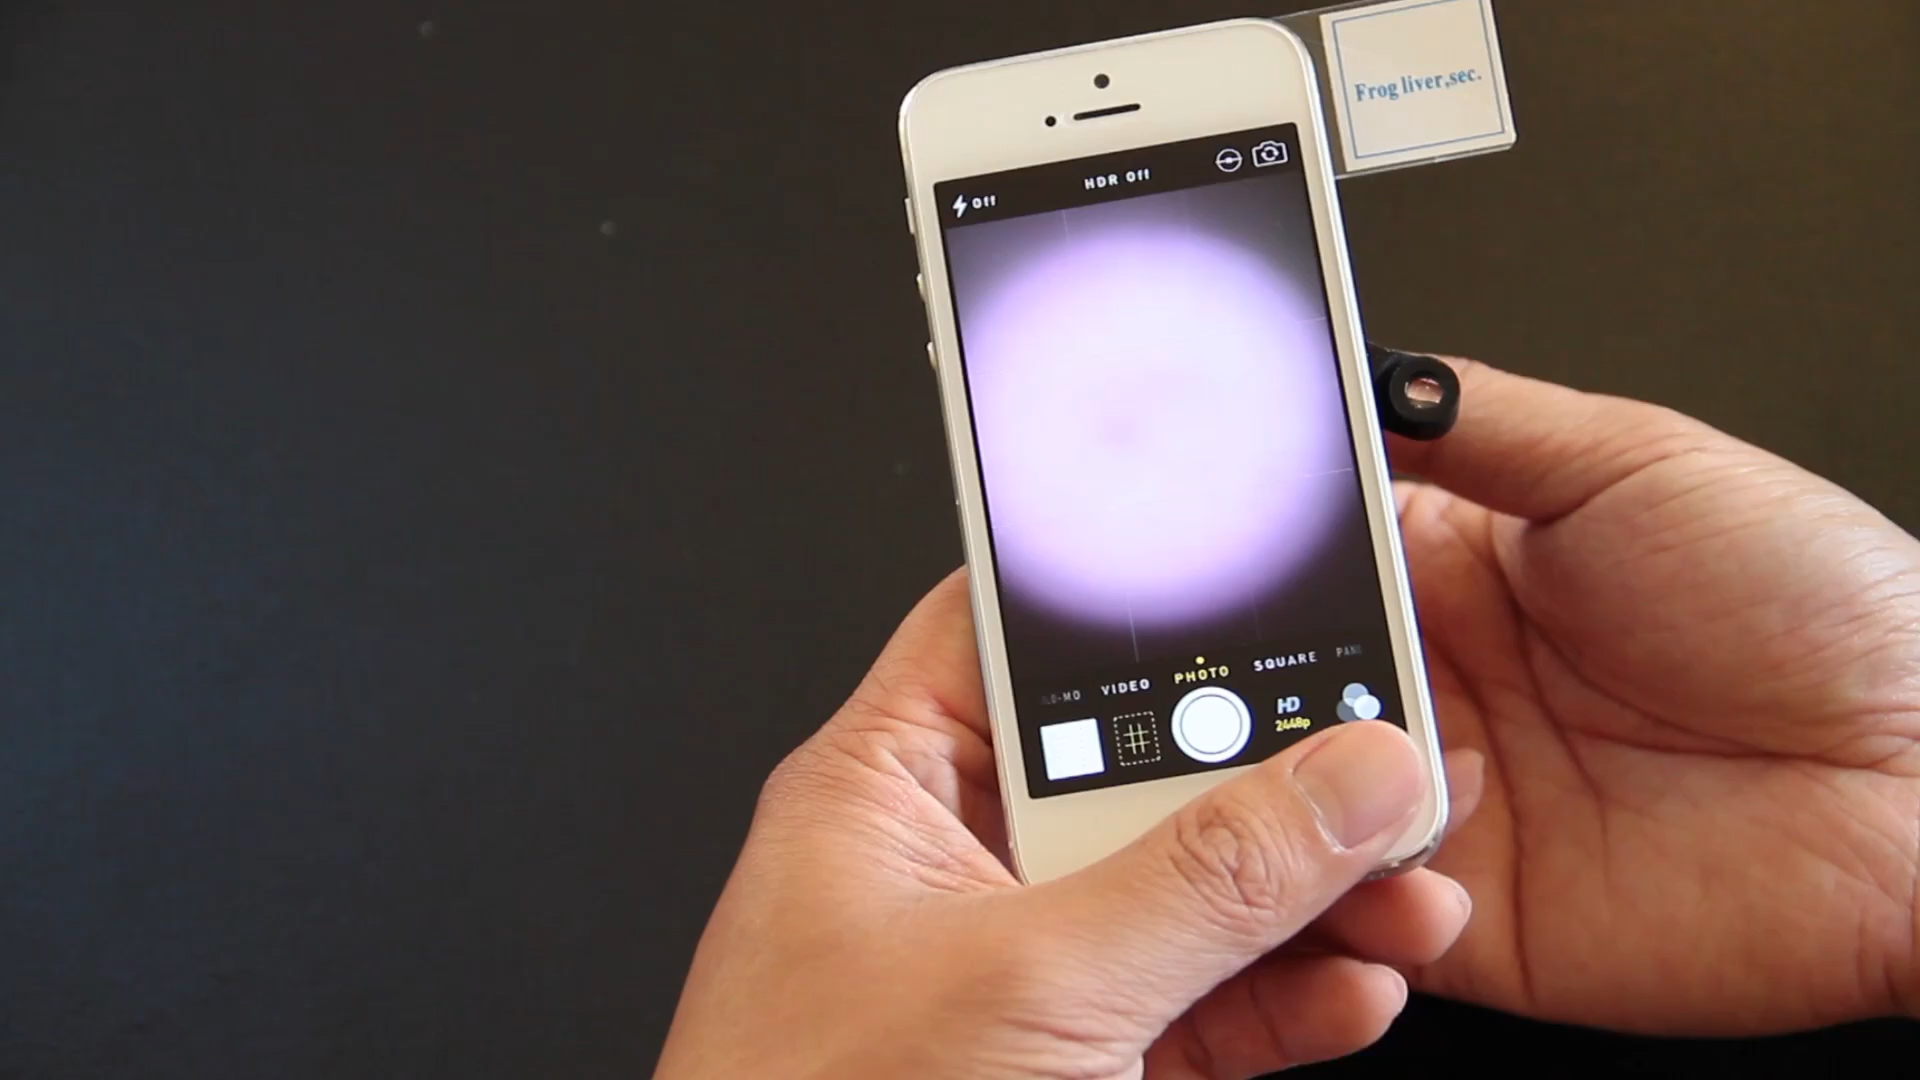 Frog liver,sec.
Off
HDR Off
VIDEO
PHOTO
SQUARE
HD
2448p